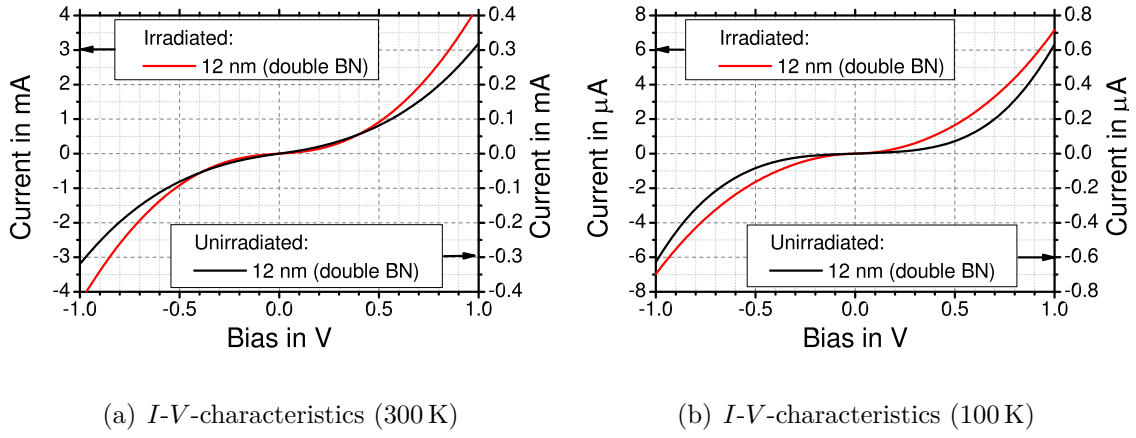 Current in mA
4
3
2
1
0
-1
-2
-3
-4
Irradiated:
12 nm (double BN)
Unirradiated:
12 nm (double BN)
0.4
0.3
0.2
0.1
0.0
-0.1
-0.2
-0.3
-0.4
Current in mA
-1.0 -0.5 0.0 0.5 1.0
Bias in V
(a) I-V-characteristics (300 K)
Current in μA
8
6
4
2
0
-2
-4
-6
-8
Irradiated:
12 nm (double BN)
Unirradiated:
12 nm (double BN)
0.8
0.6
0.4
0.2
0.0
-0.2
-0.4
-0.6
-0.8
Current in μA
-1.0 -0.5 0.0 0.5 1.0
Bias in V
(b) I-V-characteristics (100 K)